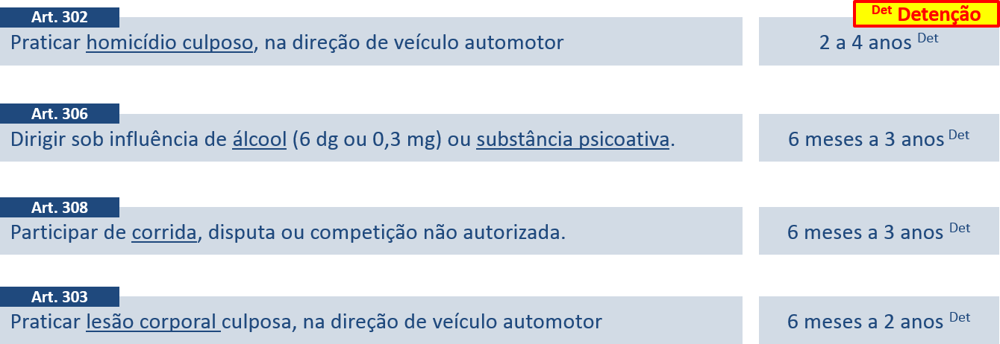 Art. 302
Det Detenção
Praticar homicídio culposo, na direção de veículo automotor
2 a 4 anos Det
Art. 306
Dirigir sob influência de álcool (6 dg ou 0,3 mg) ou substância psicoativa.
6 meses a 3 anos Det
Art. 308
Participar de corrida, disputa ou competição não autorizada.
6 meses a 3 anos Det
Art. 303
Praticar lesão corporal culposa, na direção de veículo automotor
6 meses a 2 anos Det